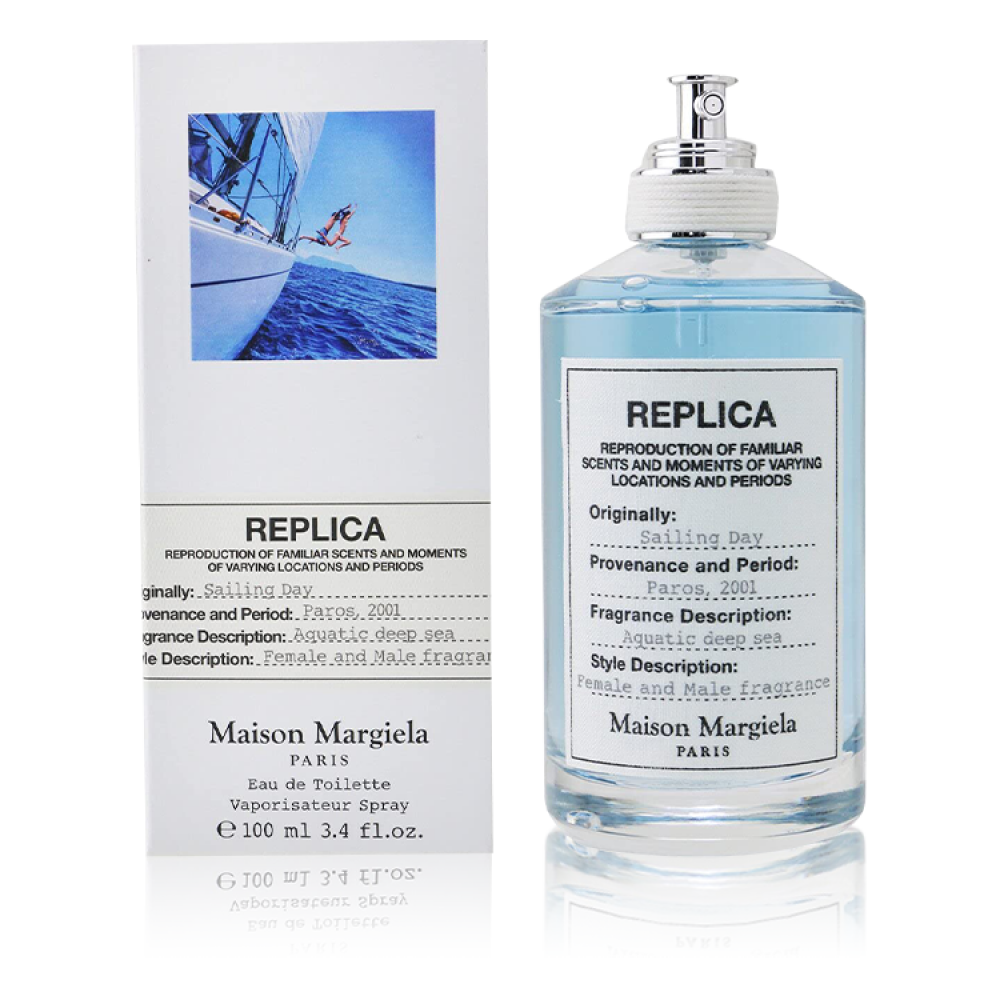 REPLICA
REPRODUCTION OF FAMILIAR SCENTS AND MOMENTS
OF VARYING LOCATIONS AND PERIODS
ginally: Sailing Day
ovenance and Period: Paros, 2001
agrance Description: Aquatic deep sea
yle Description: Female and Male fragran
Maison Margiela
PARIS
Eau de Toilette
Vaporisateur Spray
℮ 100 ml 3.4 fl.oz.
REPLICA
REPRODUCTION OF FAMILIAR
SCENTS AND MOMENTS OF VARYING
LOCATIONS AND PERIODS
Originally:
Sailing Day
Provenance and Period:
Paros, 2001
Fragrance Description:
Aquatic deep sea
Style Description:
Female and Male fragrance
Maison Margiela
PARIS